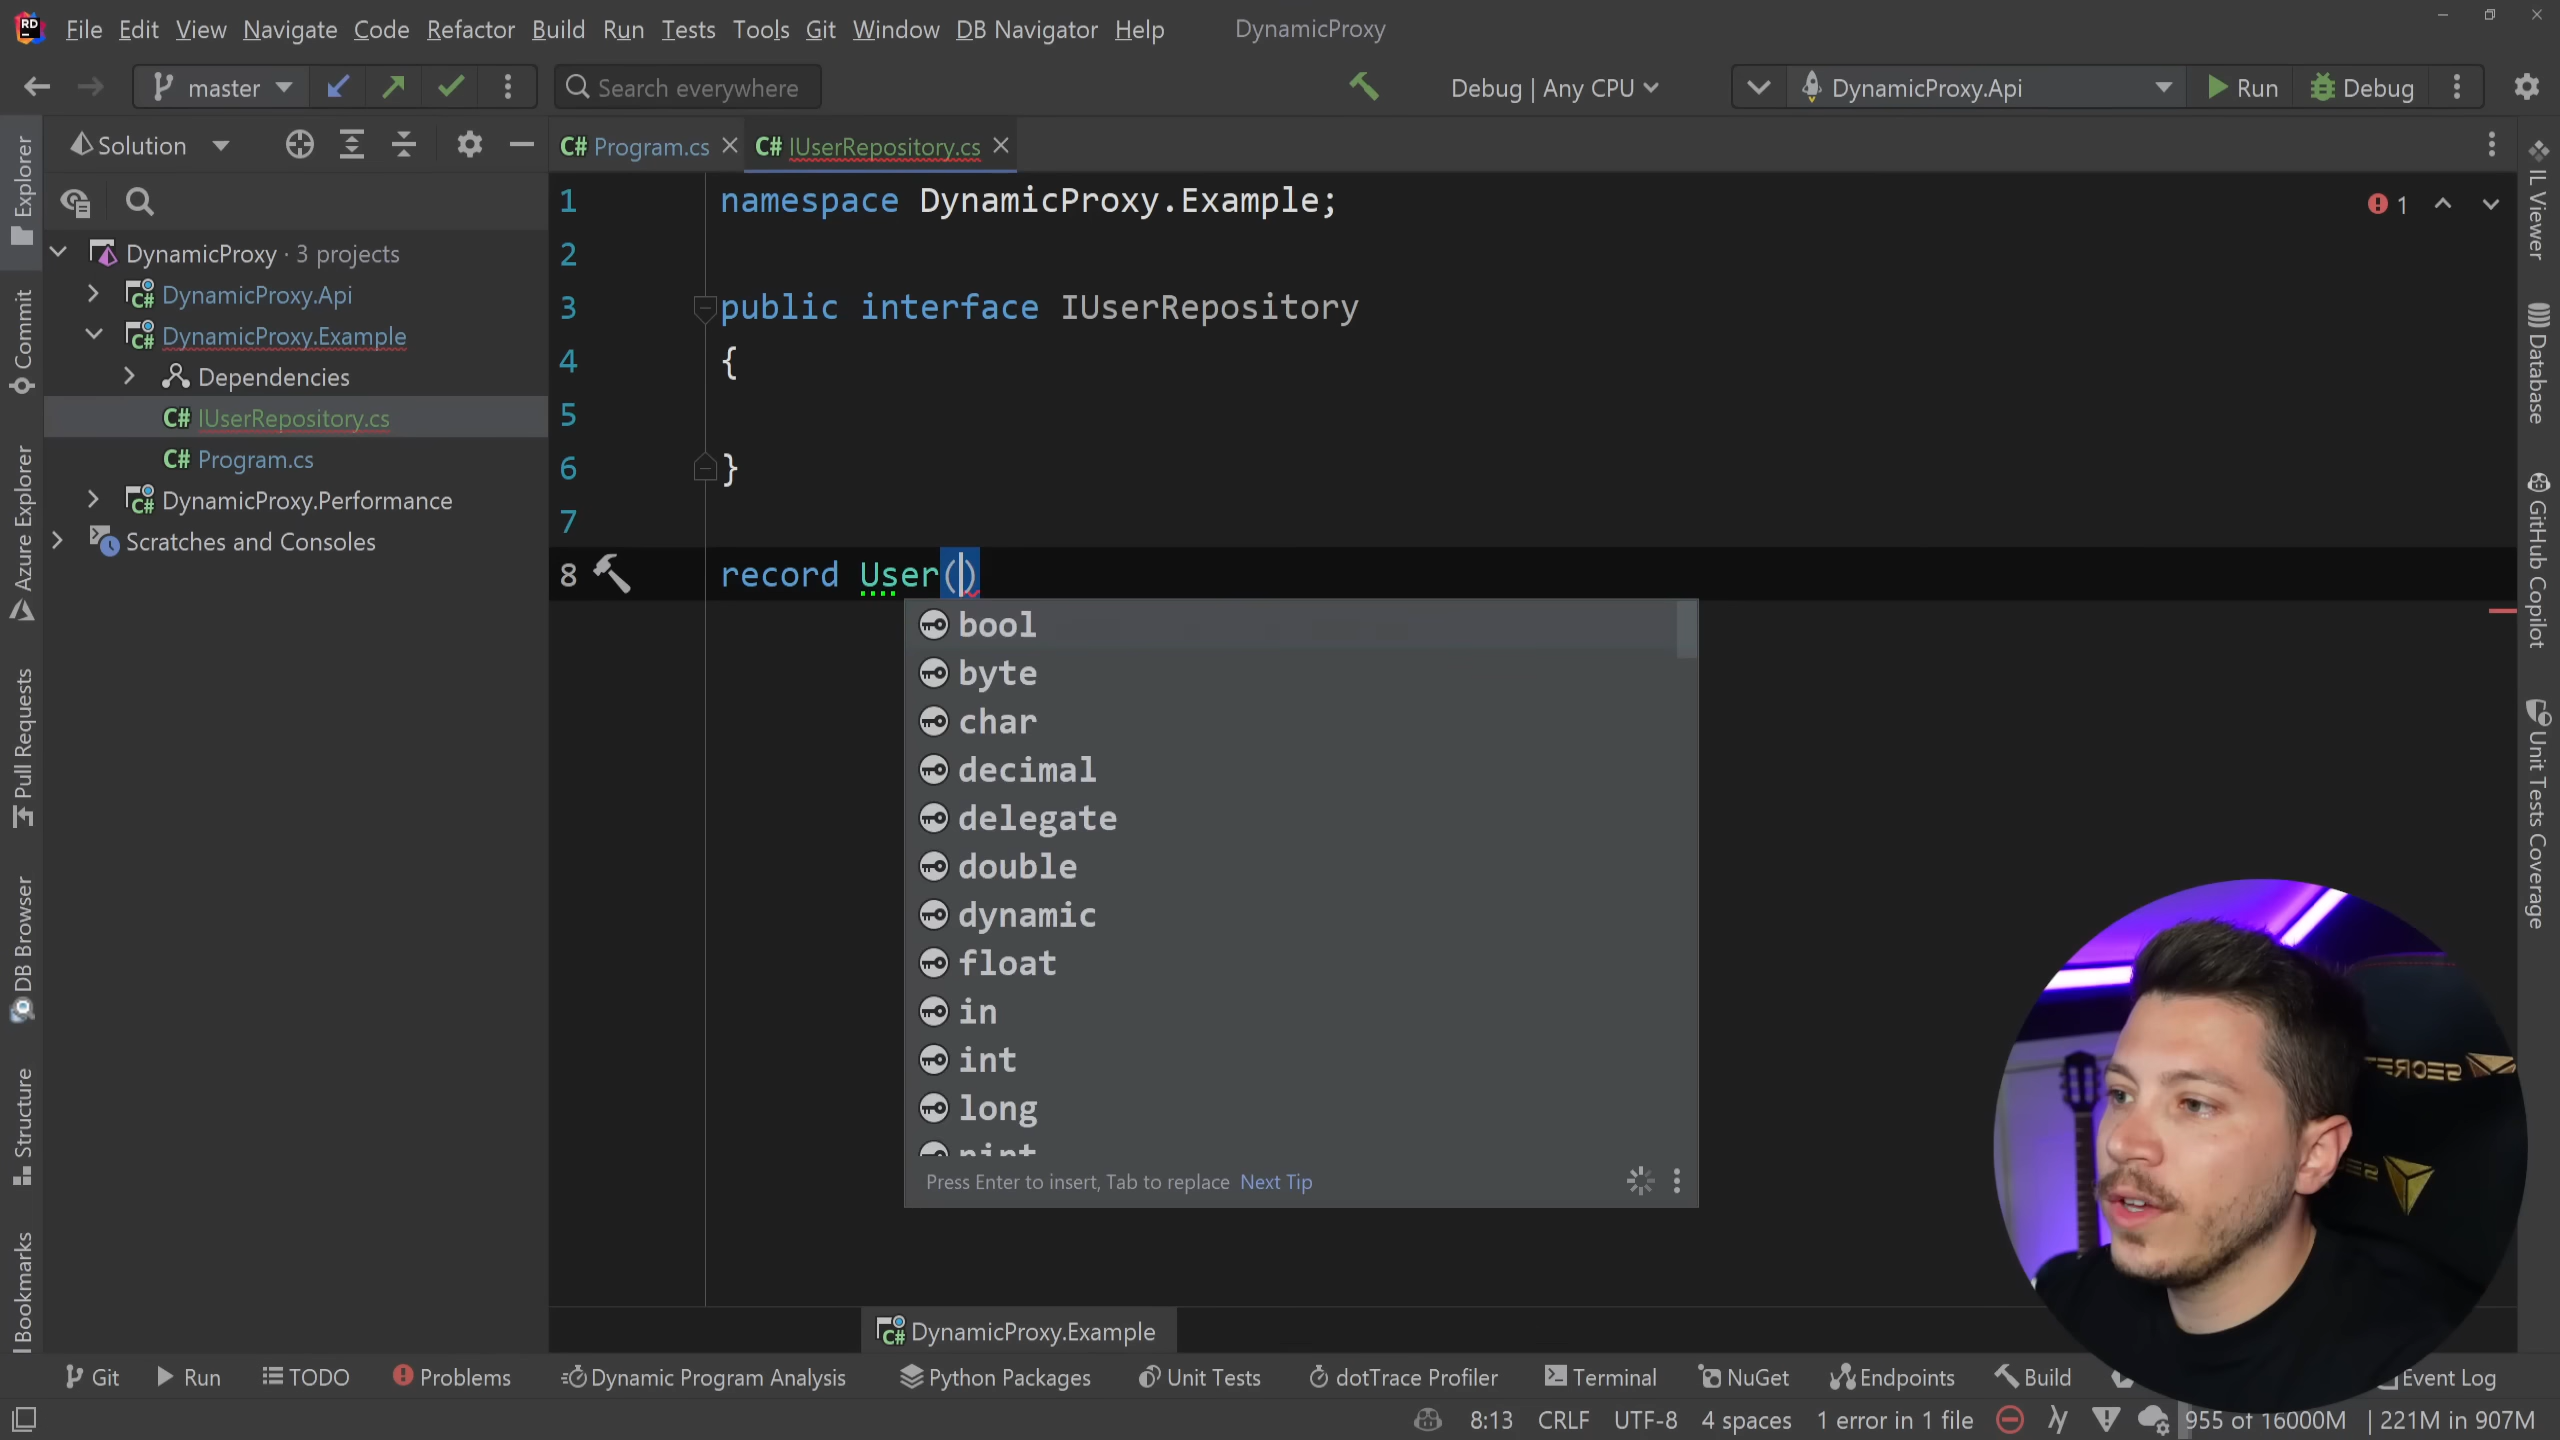 RD File Edit View Navigate Code Refactor Build Run Tests Tools Git Window DB Navigator Help DynamicProxy
master Search everywhere Debug | Any CPU DynamicProxy.Api Run Debug
Solution C# Program.cs C# IUserRepository.cs
DynamicProxy · 3 projects
C# DynamicProxy.Api
C# DynamicProxy.Example
Dependencies
C# IUserRepository.cs
C# Program.cs
C# DynamicProxy.Performance
Scratches and Consoles
1 namespace DynamicProxy.Example;
1
2
3 public interface IUserRepository
4 {
5
6 }
7
8 record User()
bool
byte
char
decimal
delegate
double
dynamic
float
in
int
long
nint
Press Enter to insert, Tab to replace Next Tip
Explorer
Commit
Azure Explorer
Pull Requests
DB Browser
Structure
Bookmarks
IL Viewer
Database
GitHub Copilot
Unit Tests Coverage
SECRE
C# DynamicProxy.Example
Git Run TODO Problems Dynamic Program Analysis Python Packages Unit Tests dotTrace Profiler Terminal NuGet Endpoints Build Event Log
8:13 CRLF UTF-8 4 spaces 1 error in 1 file 955 of 16000M | 221M in 907M